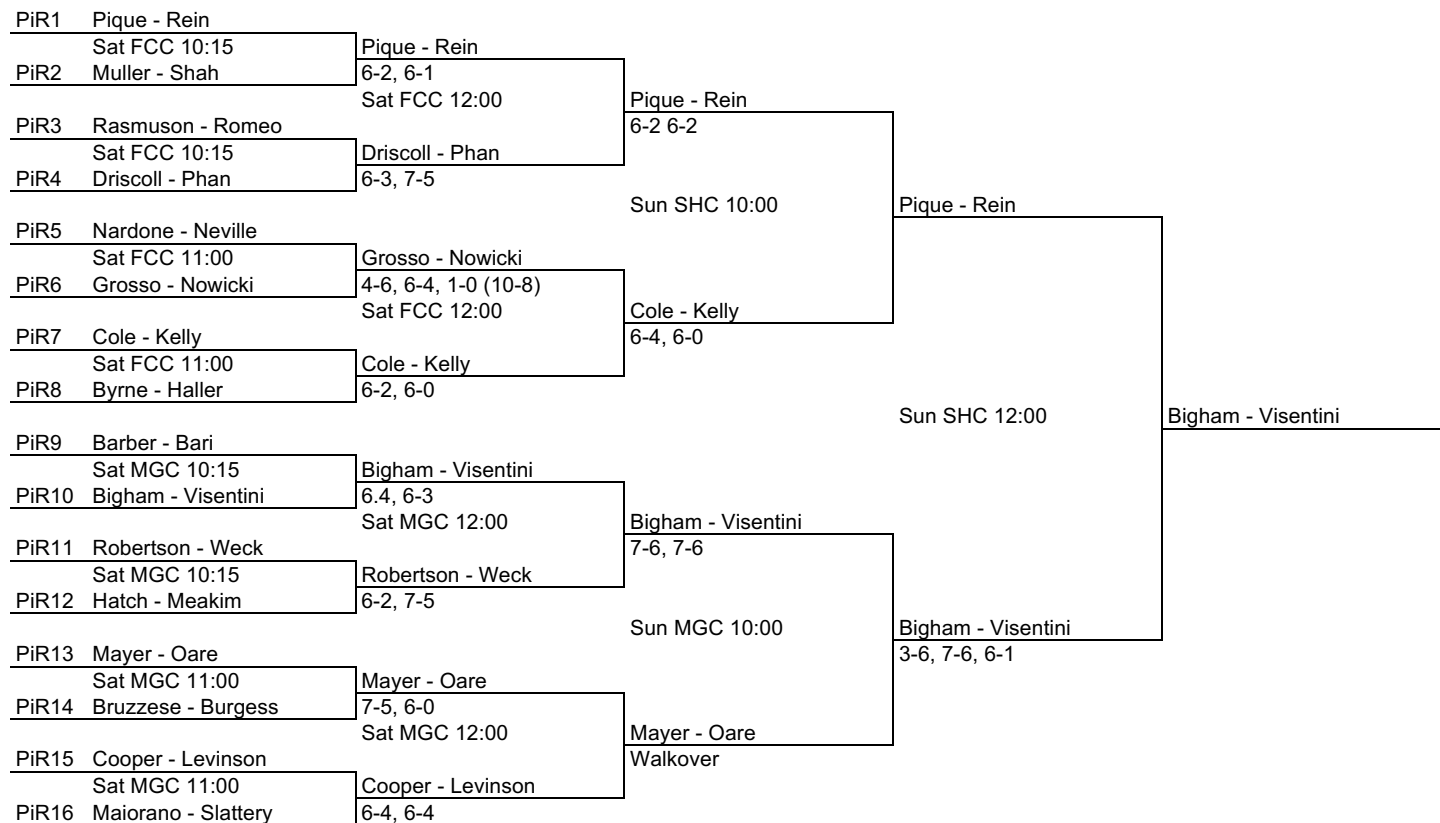 PiR1 Pique - Rein
Sat FCC 10:15 Pique - Rein
PiR2 Muller - Shah 6-2, 6-1
Sat FCC 12:00 Pique - Rein
PiR3 Rasmuson - Romeo 6-2 6-2
Sat FCC 10:15 Driscoll - Phan
PiR4 Driscoll - Phan 6-3, 7-5
Sun SHC 10:00 Pique - Rein
PiR5 Nardone - Neville
Sat FCC 11:00 Grosso - Nowicki
PiR6 Grosso - Nowicki 4-6, 6-4, 1-0 (10-8)
Sat FCC 12:00 Cole - Kelly
PiR7 Cole - Kelly 6-4, 6-0
Sat FCC 11:00 Cole - Kelly
PiR8 Byrne - Haller 6-2, 6-0
Sun SHC 12:00 Bigham - Visentini
PiR9 Barber - Bari
Sat MGC 10:15 Bigham - Visentini
PiR10 Bigham - Visentini 6.4, 6-3
Sat MGC 12:00 Bigham - Visentini
PiR11 Robertson - Weck 7-6, 7-6
Sat MGC 10:15 Robertson - Weck
PiR12 Hatch - Meakim 6-2, 7-5
Sun MGC 10:00 Bigham - Visentini
PiR13 Mayer - Oare 3-6, 7-6, 6-1
Sat MGC 11:00 Mayer - Oare
PiR14 Bruzzese - Burgess 7-5, 6-0
Sat MGC 12:00 Mayer - Oare
PiR15 Cooper - Levinson Walkover
Sat MGC 11:00 Cooper - Levinson
PiR16 Maiorano - Slattery 6-4, 6-4